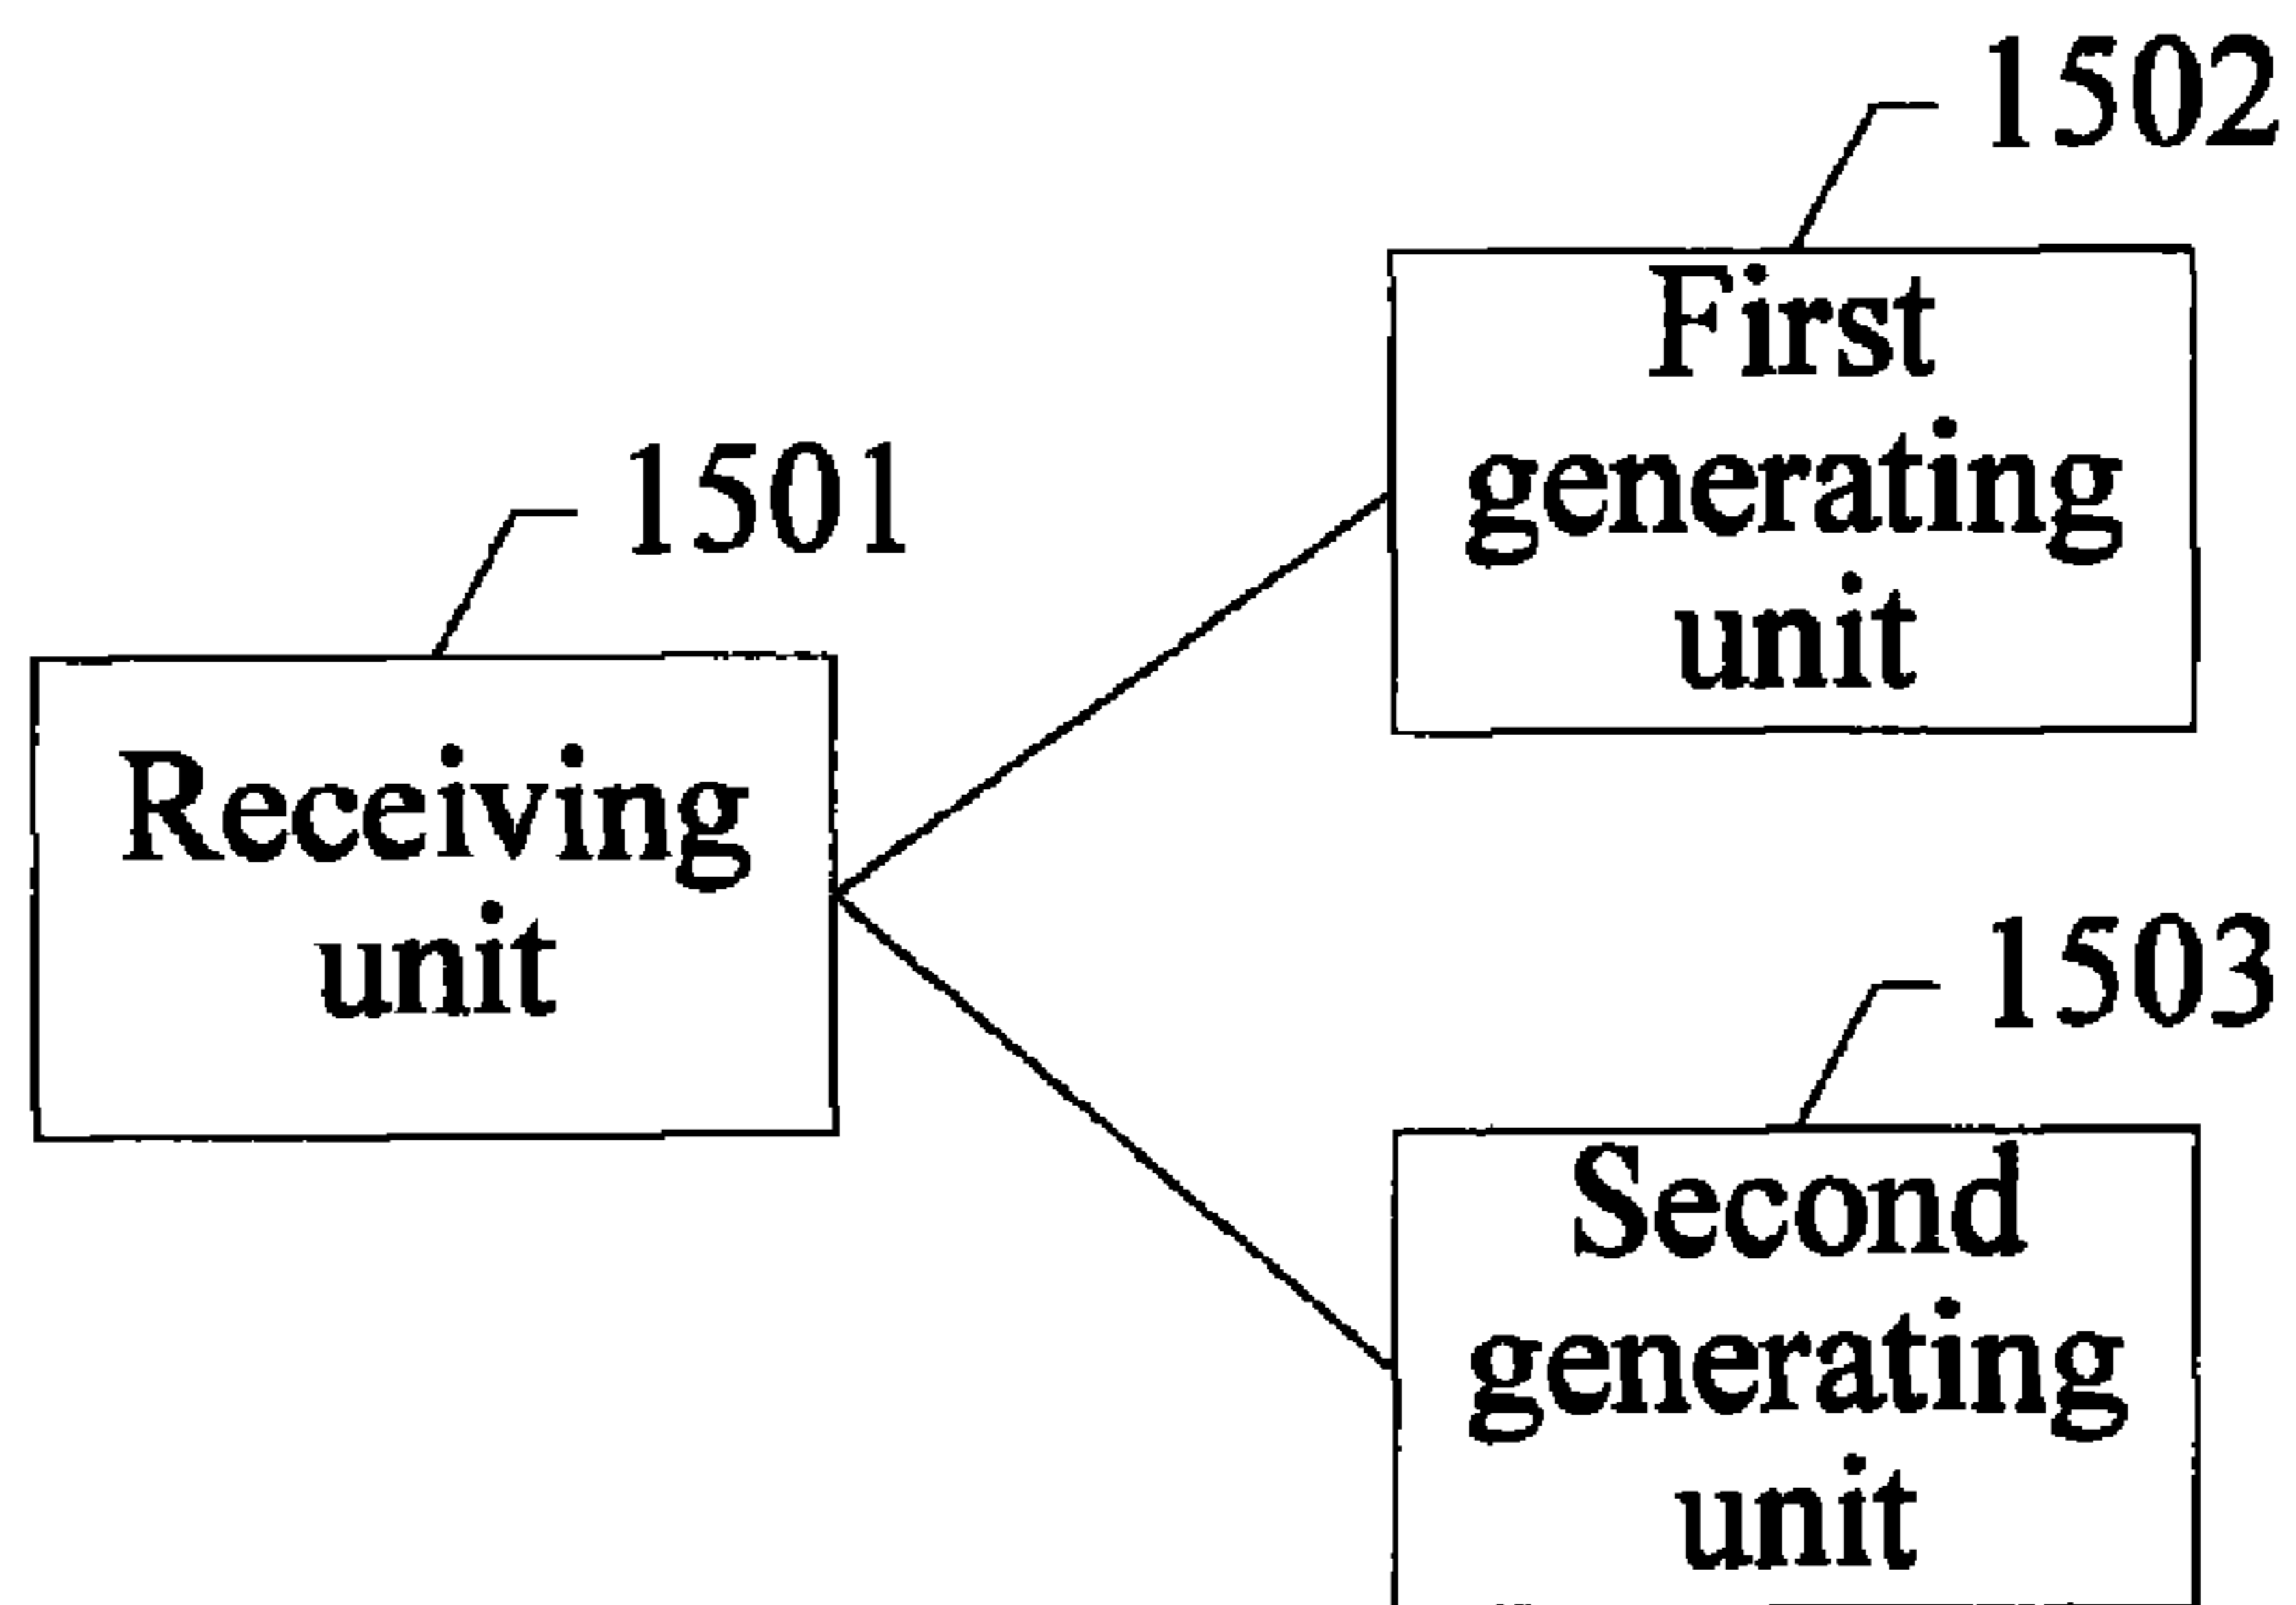 1502
First
generating
unit
1501
Receiving
unit
1503
Second
generating
unit